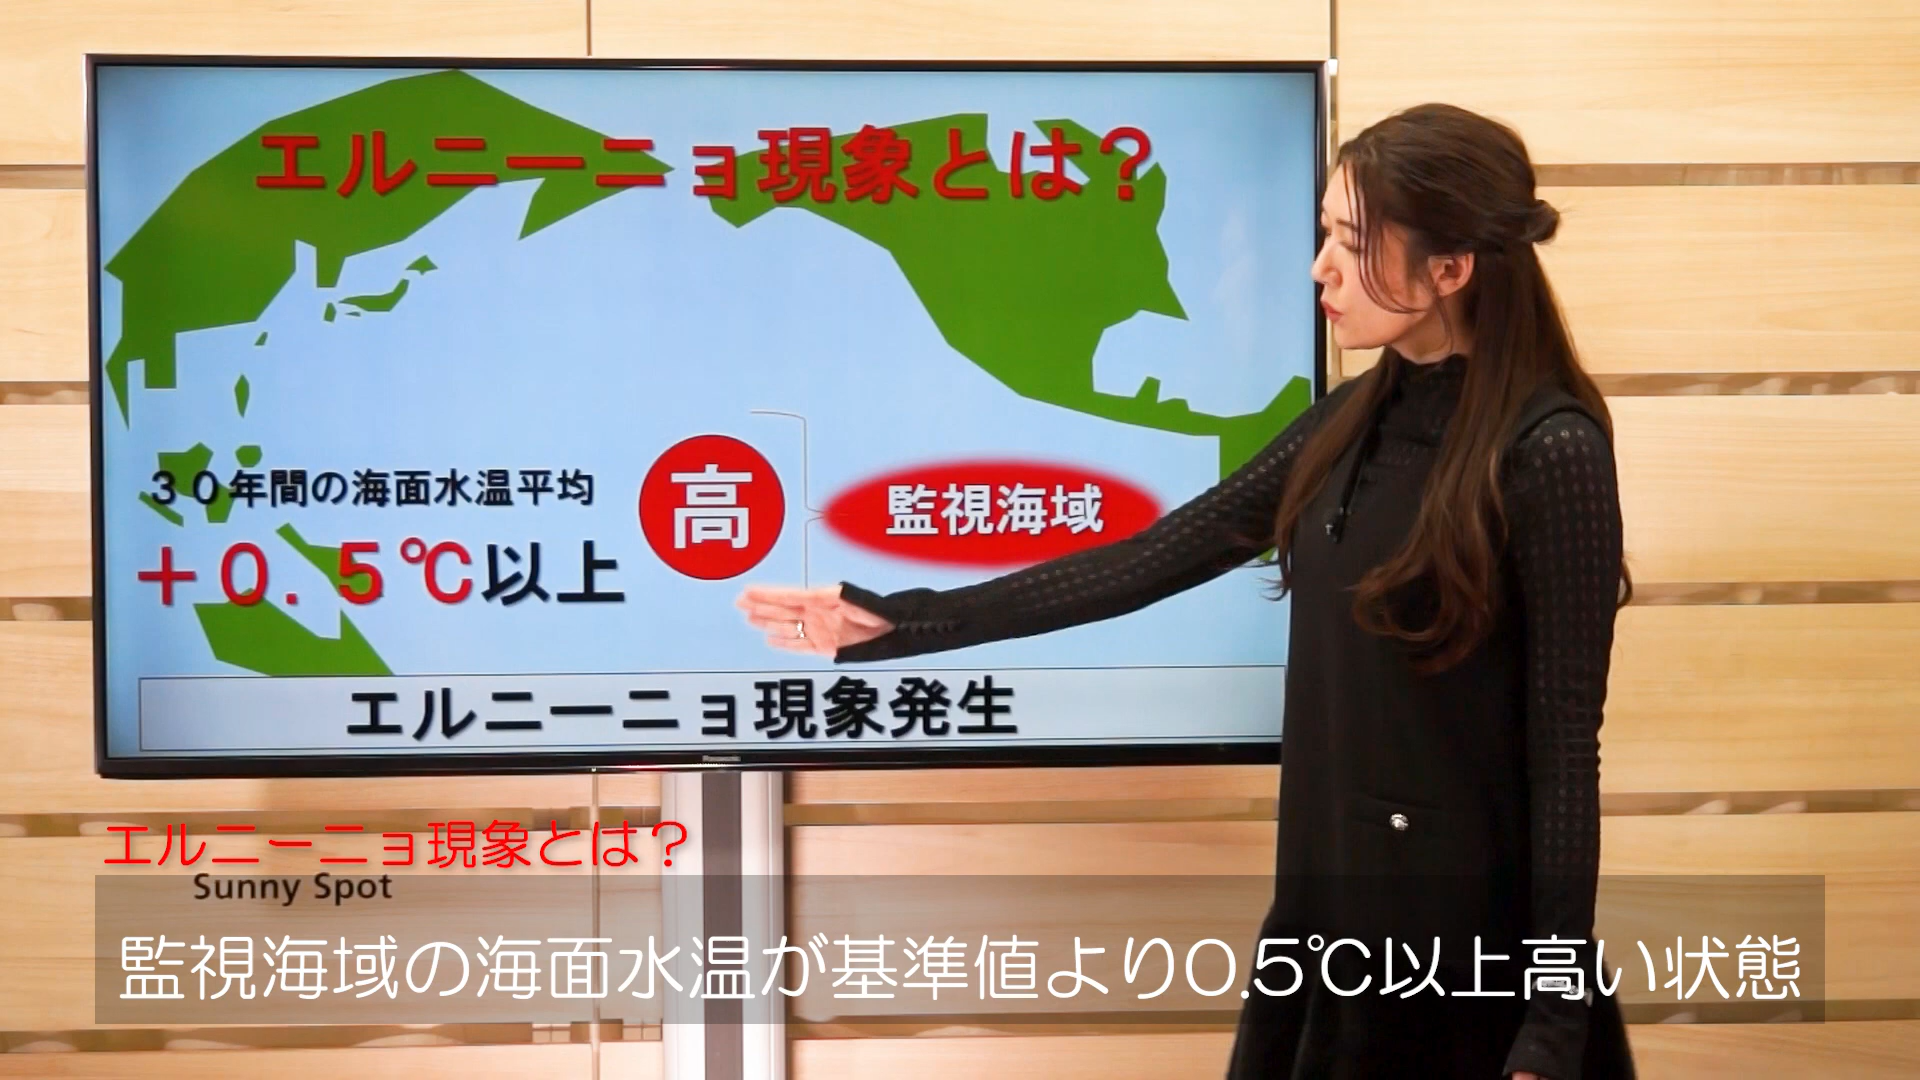 エルニーニョ現象とは？
30年間の海面水温平均
+0.5℃以上
高
監視海域
エルニーニョ現象発生
Panasonic
エルニーニョ現象とは？
Sunny Spot
監視海域の海面水温が基準値より0.5℃以上高い状態